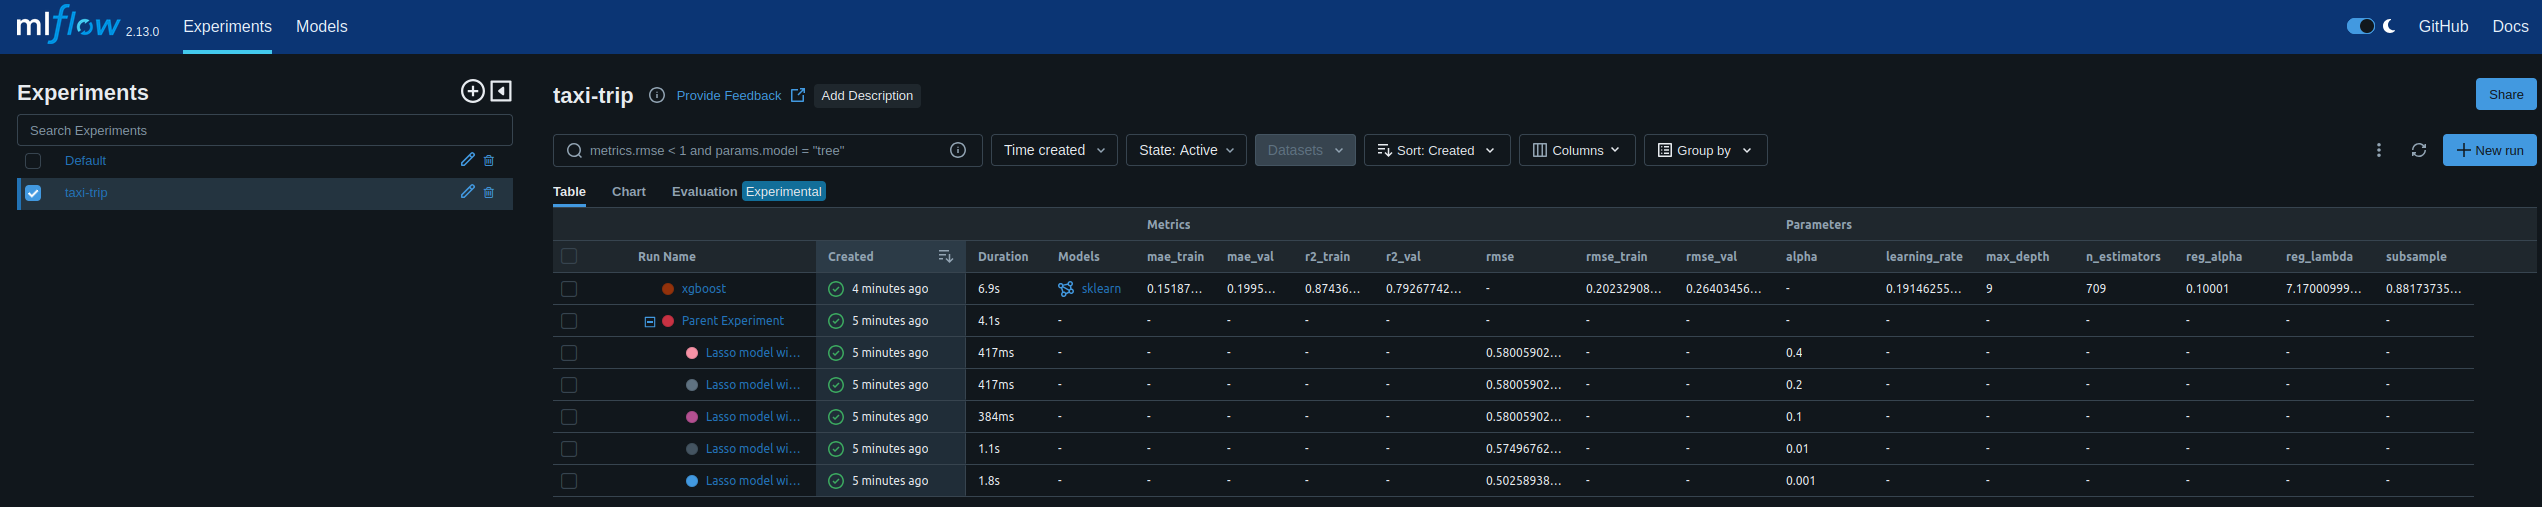 mlflow 2.13.0 Experiments Models GitHub Docs
Experiments
Search Experiments
Default
taxi-trip
taxi-trip Provide Feedback Add Description Share
metrics.rmse < 1 and params.model = "tree" Time created State: Active Datasets Sort: Created Columns Group by New run
Table Chart Evaluation Experimental
Metrics Parameters
Run Name Created Duration Models mae_train mae_val r2_train r2_val rmse rmse_train rmse_val alpha learning_rate max_depth n_estimators reg_alpha reg_lambda subsample
xgboost 4 minutes ago 6.9s sklearn 0.15187... 0.1995... 0.87436... 0.79267742... - 0.20232908... 0.26403456... - 0.19146255... 9 709 0.10001 7.17000999... 0.88173735...
Parent Experiment 5 minutes ago 4.1s - - - - - - - - - - - - - - -
Lasso model wi... 5 minutes ago 417ms - - - - - 0.58005902... - - 0.4 - - - - - -
Lasso model wi... 5 minutes ago 417ms - - - - - 0.58005902... - - 0.2 - - - - - -
Lasso model wi... 5 minutes ago 384ms - - - - - 0.58005902... - - 0.1 - - - - - -
Lasso model wi... 5 minutes ago 1.1s - - - - - 0.57496762... - - 0.01 - - - - - -
Lasso model wi... 5 minutes ago 1.8s - - - - - 0.50258938... - - 0.001 - - - - - -